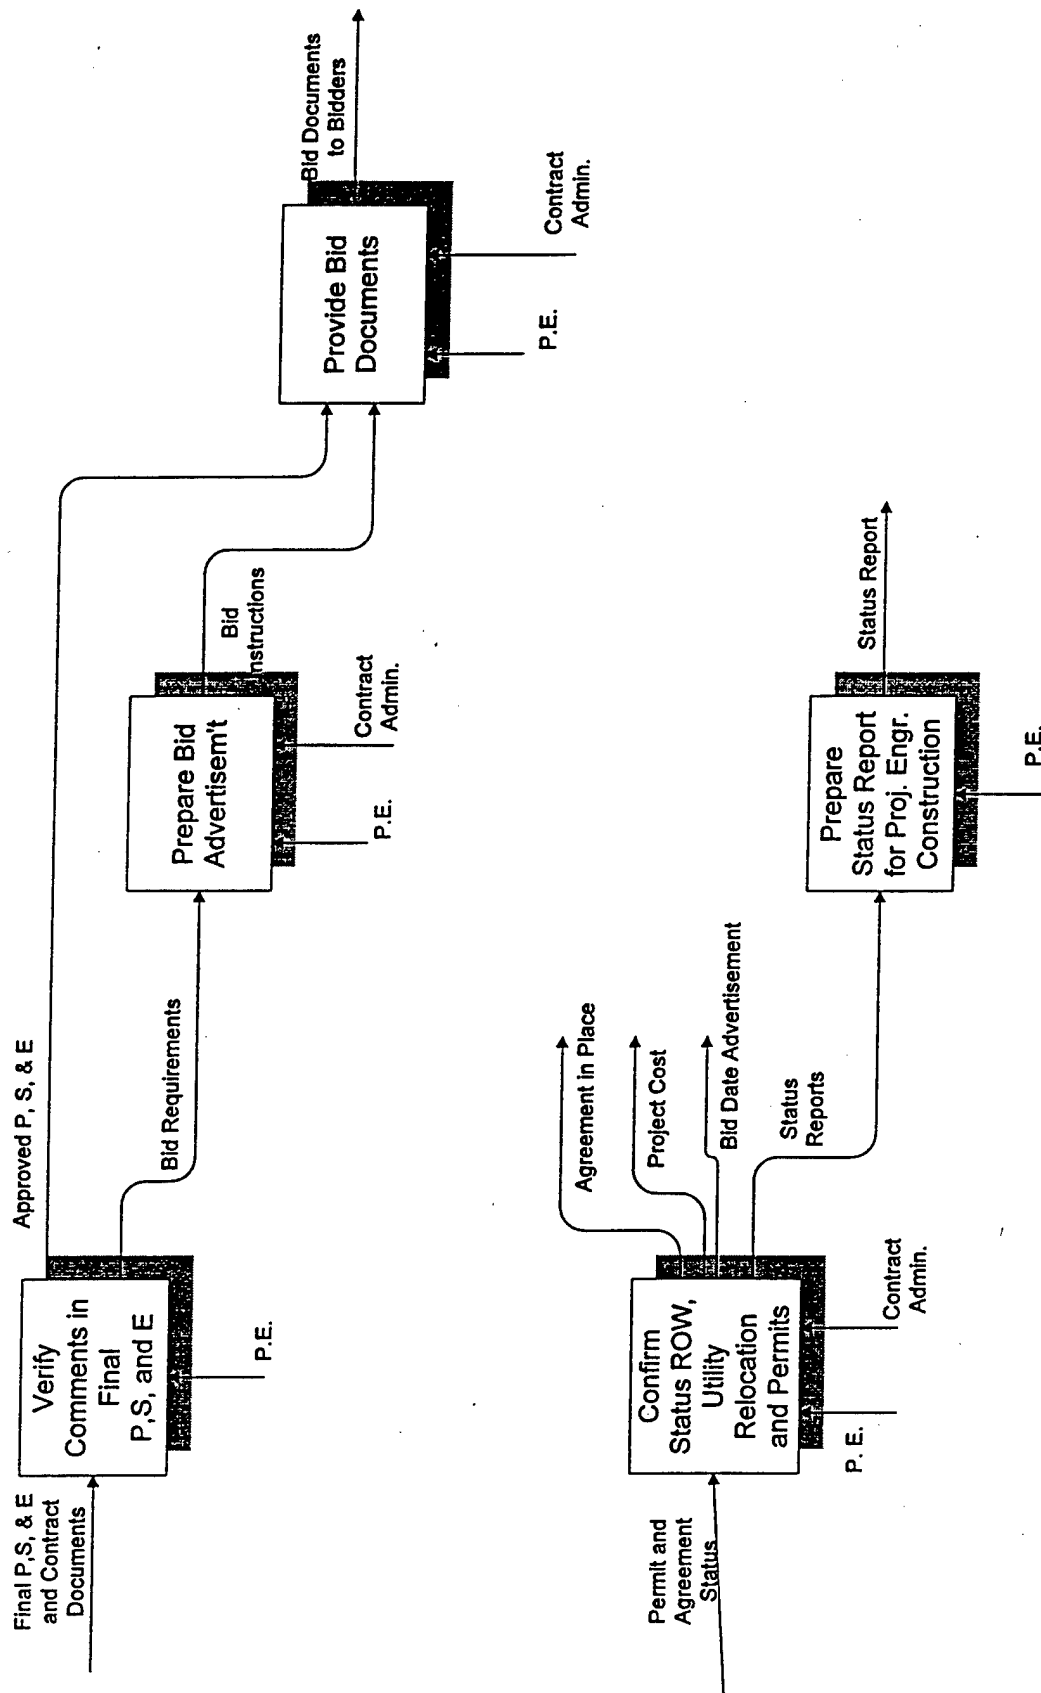 Final P,S, & E
and Contract
Documents
Verify
Comments in
Final
P,S, and E
P.E.
Approved P, S, & E
Bid Requirements
Prepare Bid
Advertisem't
P.E.
Contract
Admin.
Bid
nstructions
Provide Bid
Documents
P.E.
Contract
Admin.
Bid Documents
to Bidders
Permit and
Agreement
Status
Confirm
Status ROW,
Utility
Relocation
and Permits
P. E.
Contract
Admin.
Agreement in Place
Project Cost
Bid Date Advertisement
Status
Reports
Prepare
Status Report
for Proj. Engr.
Construction
P.E.
Status Report